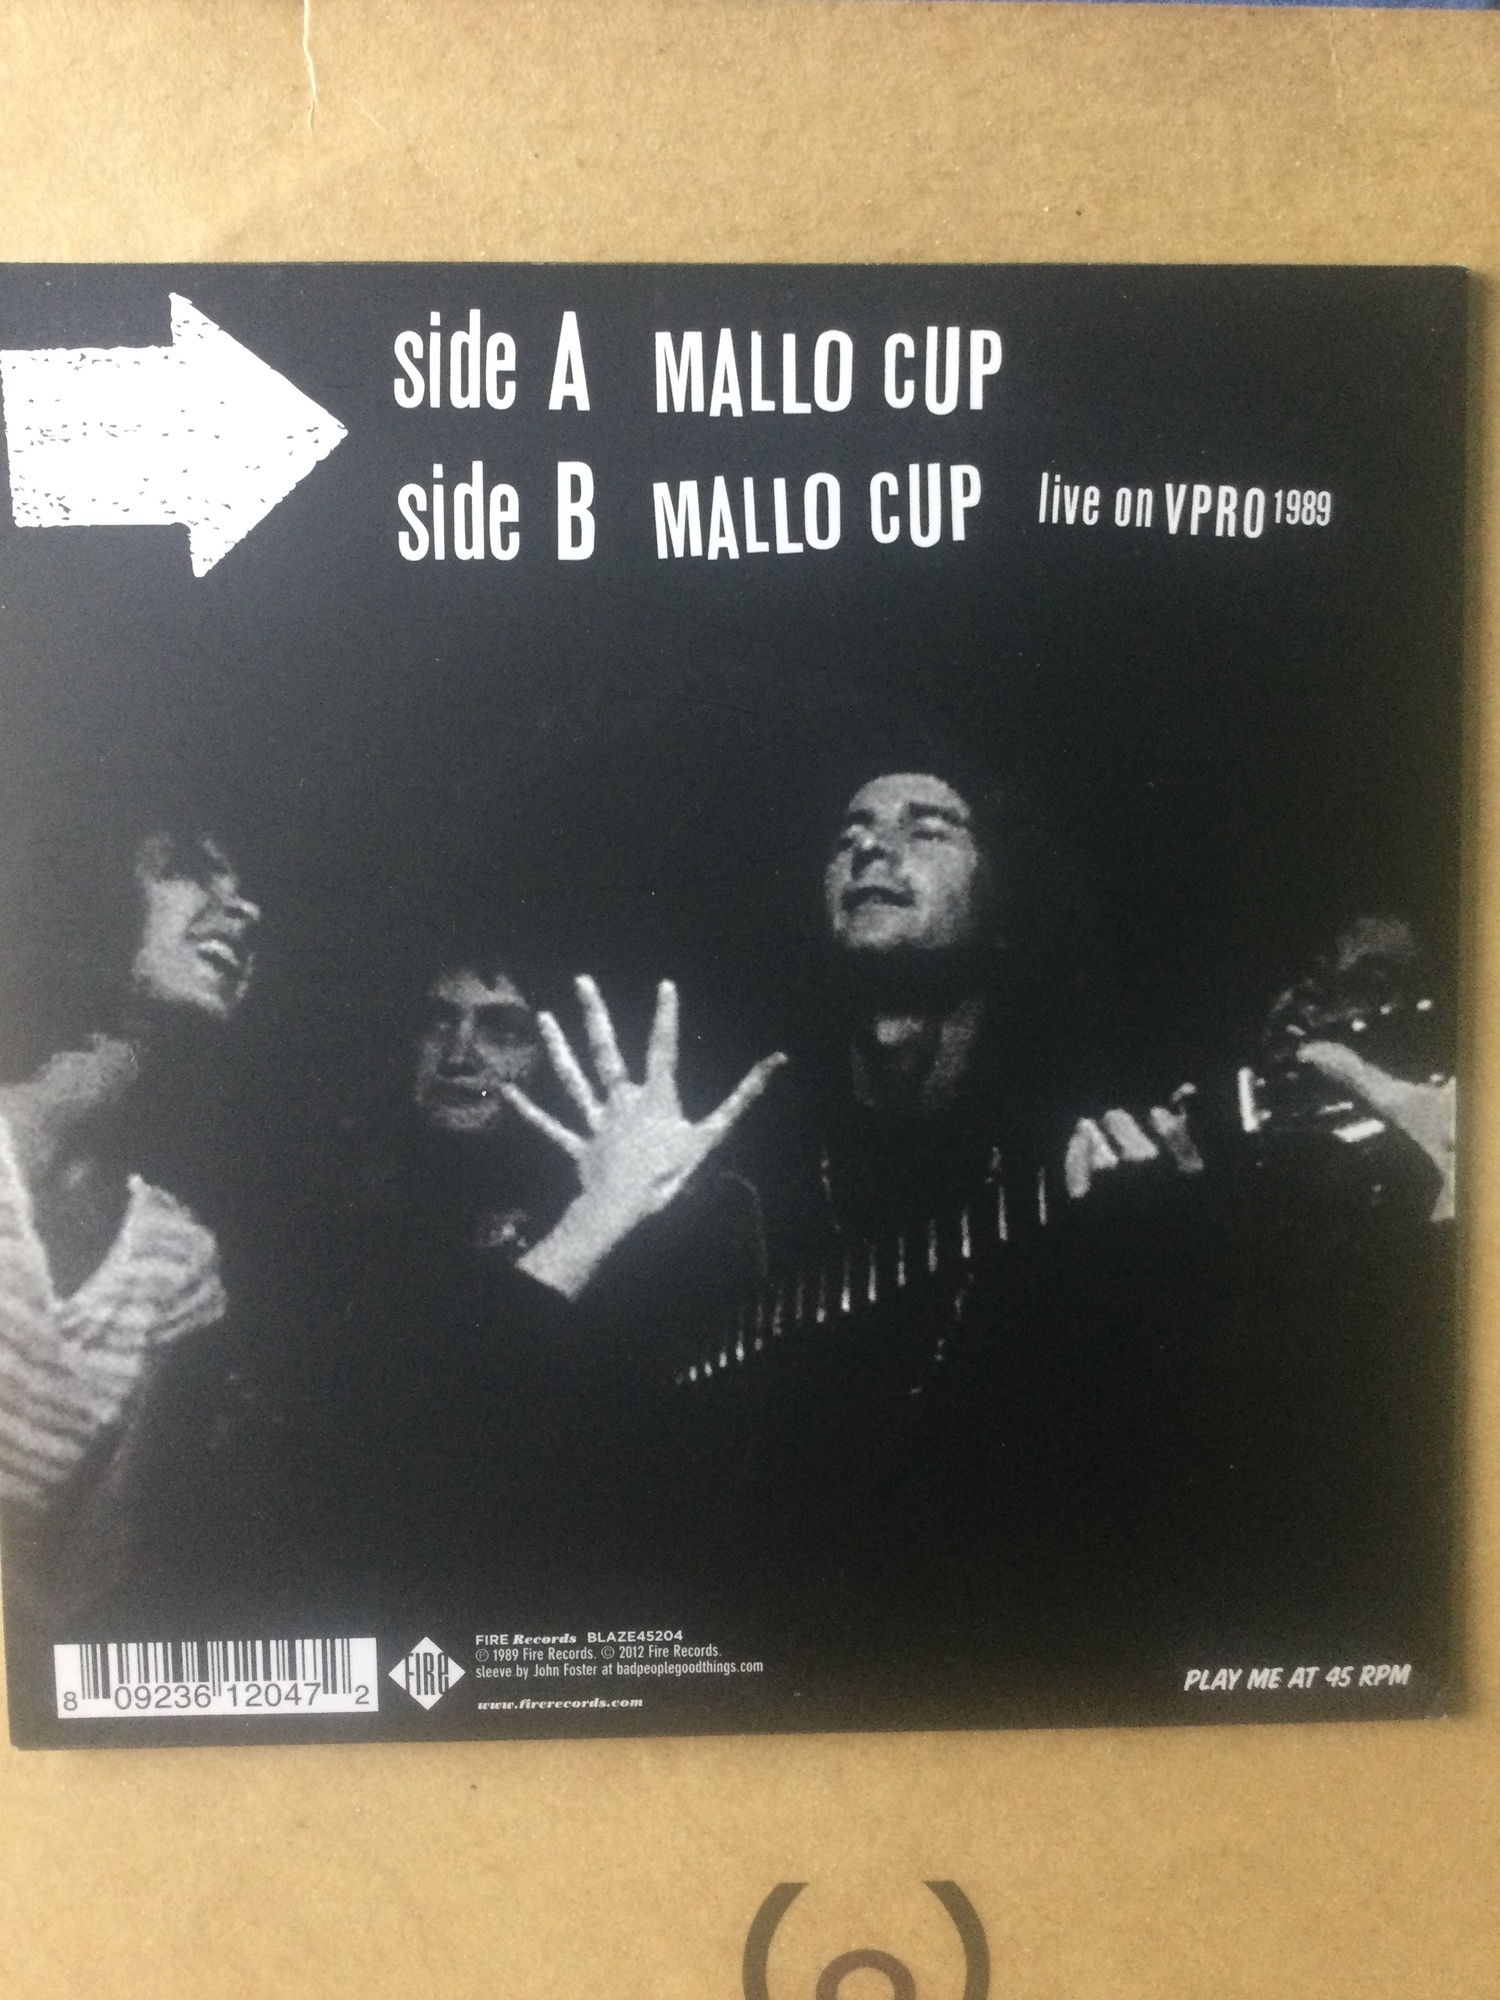 side A MALLO CUP
side B MALLO CUP live on VPRO 1989
8 09236 12047 2
FIRE
FIRE Records BLAZE45204
℗ 1989 Fire Records. © 2012 Fire Records.
sleeve by John Foster at badpeoplegoodthings.com
www.firerecords.com
PLAY ME AT 45 RPM